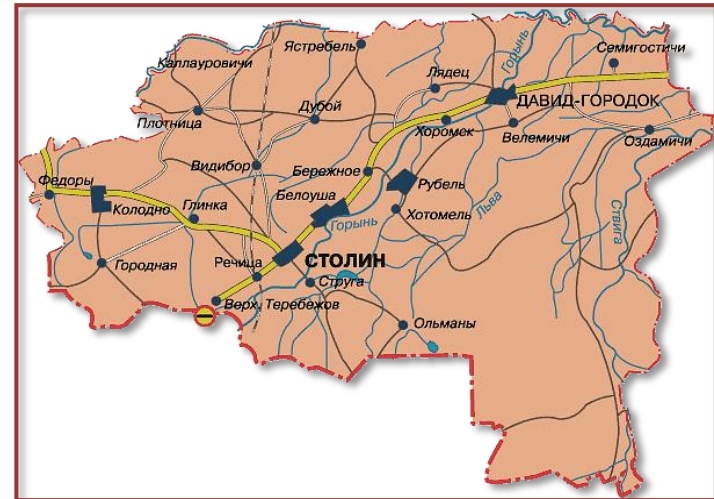 Ястребель
Семигостичи
Каллауровичи
Лядец
Горынь
ДАВИД-ГОРОДОК
Плотница
Дубой
Хоромск
Велемичи
Оздамичи
Видибор
Бережное
Федоры
Колодно
Глинка
Белоуша
Рубель
Горынь
Хотомель
Льва
Ствига
Городная
Речица
СТОЛИН
Струга
Верх. Теребежов
Ольманы